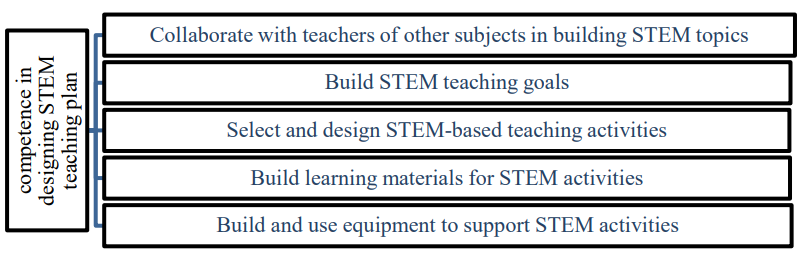 competence in
designing STEM
teaching plan
Collaborate with teachers of other subjects in building STEM topics
Build STEM teaching goals
Select and design STEM-based teaching activities
Build learning materials for STEM activities
Build and use equipment to support STEM activities